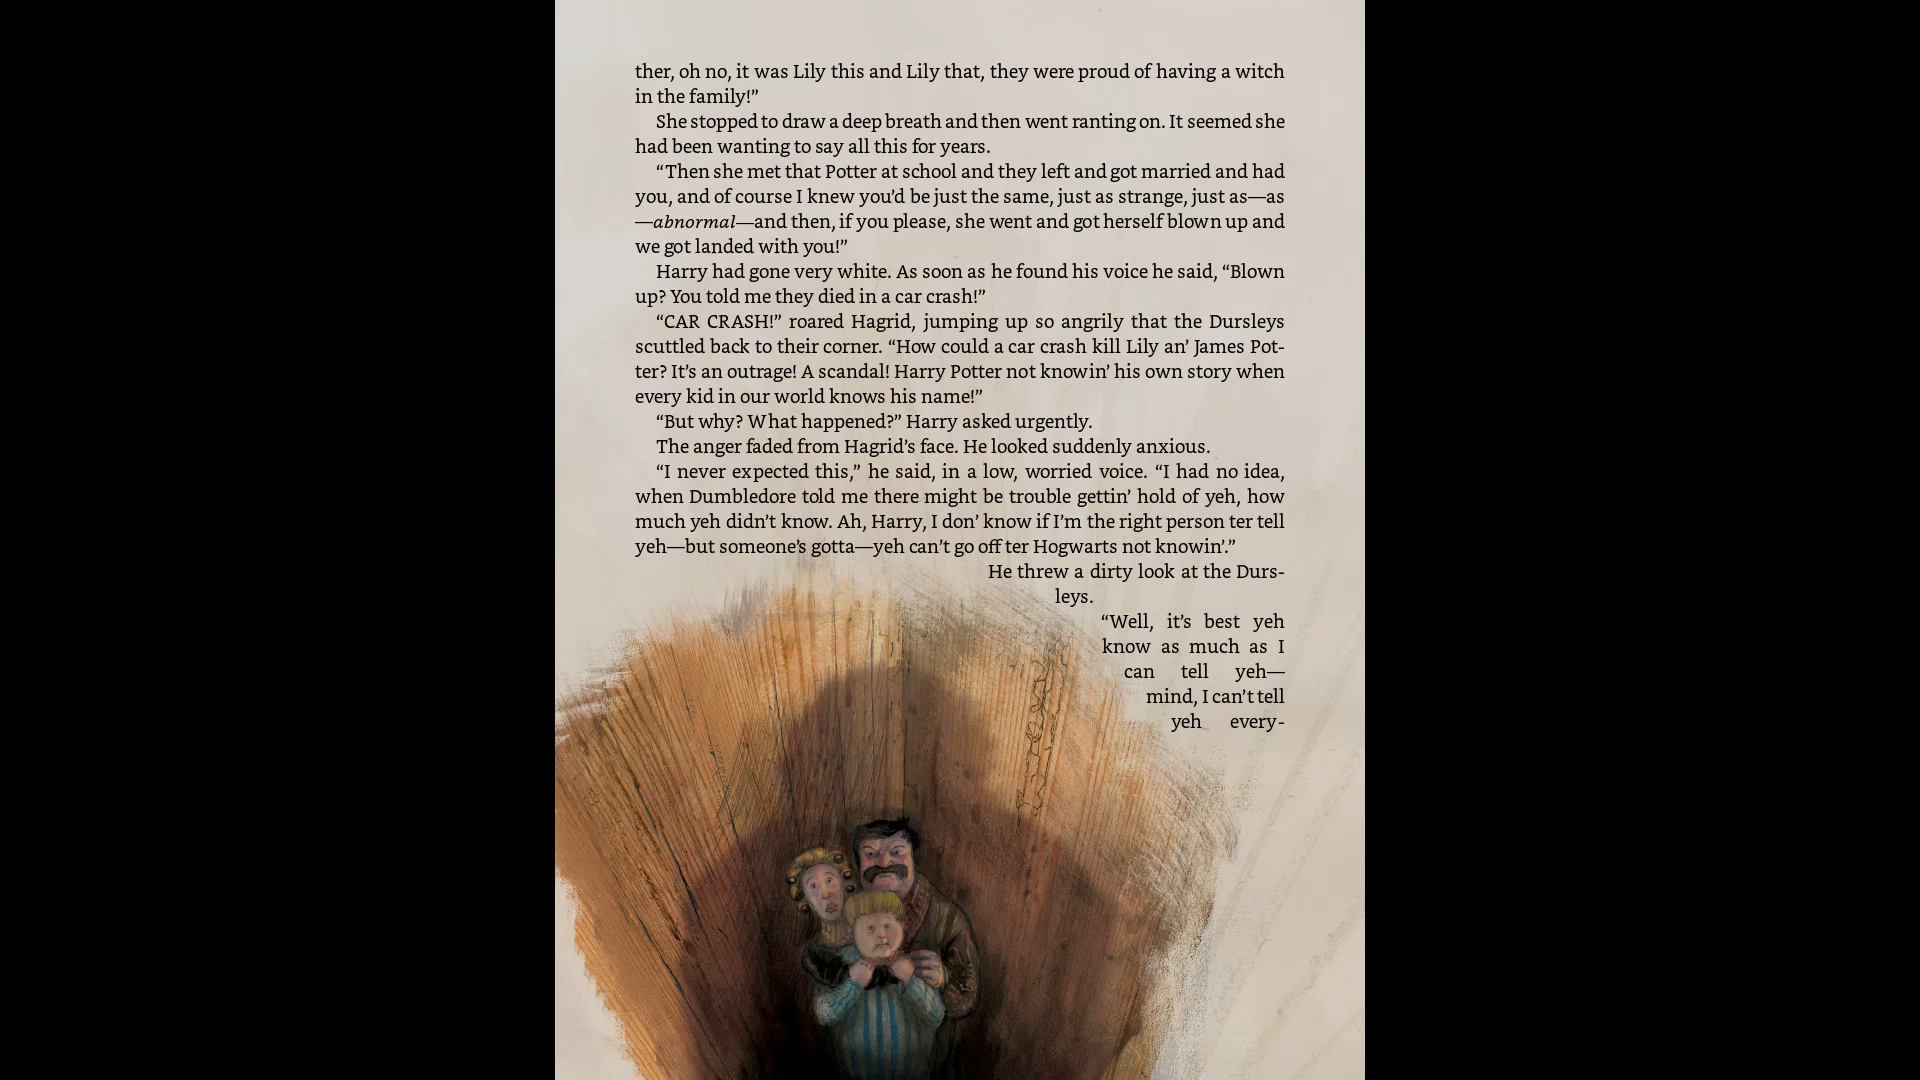 ther, oh no, it was Lily this and Lily that, they were proud of having a witch
in the family!”
She stopped to draw a deep breath and then went ranting on. It seemed she
had been wanting to say all this for years.
“Then she met that Potter at school and they left and got married and had
you, and of course I knew you’d be just the same, just as strange, just as—as
—abnormal—and then, if you please, she went and got herself blown up and
we got landed with you!”
Harry had gone very white. As soon as he found his voice he said, “Blown
up? You told me they died in a car crash!”
“CAR CRASH!” roared Hagrid, jumping up so angrily that the Dursleys
scuttled back to their corner. “How could a car crash kill Lily an’ James Pot-
ter? It’s an outrage! A scandal! Harry Potter not knowin’ his own story when
every kid in our world knows his name!”
“But why? What happened?” Harry asked urgently.
The anger faded from Hagrid’s face. He looked suddenly anxious.
“I never expected this,” he said, in a low, worried voice. “I had no idea,
when Dumbledore told me there might be trouble gettin’ hold of yeh, how
much yeh didn’t know. Ah, Harry, I don’ know if I’m the right person ter tell
yeh—but someone’s gotta—yeh can’t go off ter Hogwarts not knowin’.”
He threw a dirty look at the Durs-
leys.
“Well, it’s best yeh
know as much as I
can tell yeh—
mind, I can’t tell
yeh every-